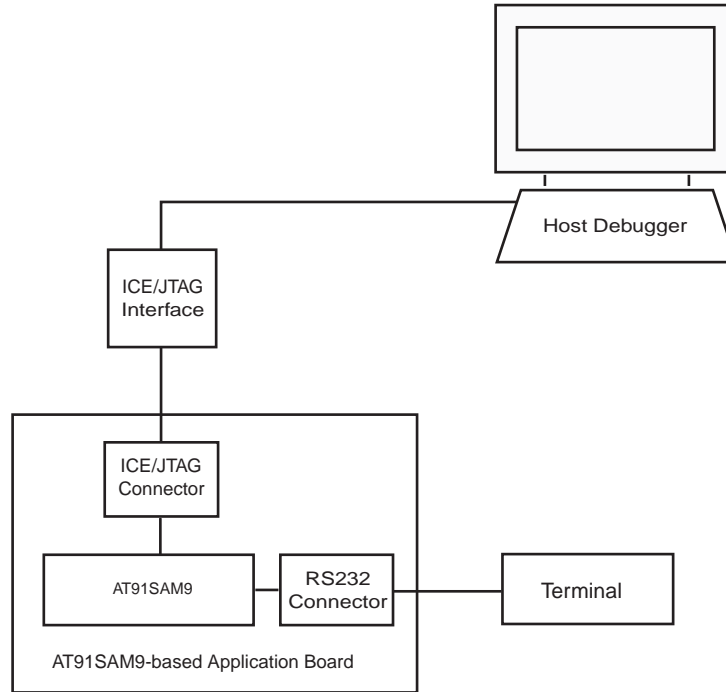 Host Debugger
ICE/JTAG
Interface
ICE/JTAG
Connector
AT91SAM9
RS232
Connector
Terminal
AT91SAM9-based Application Board